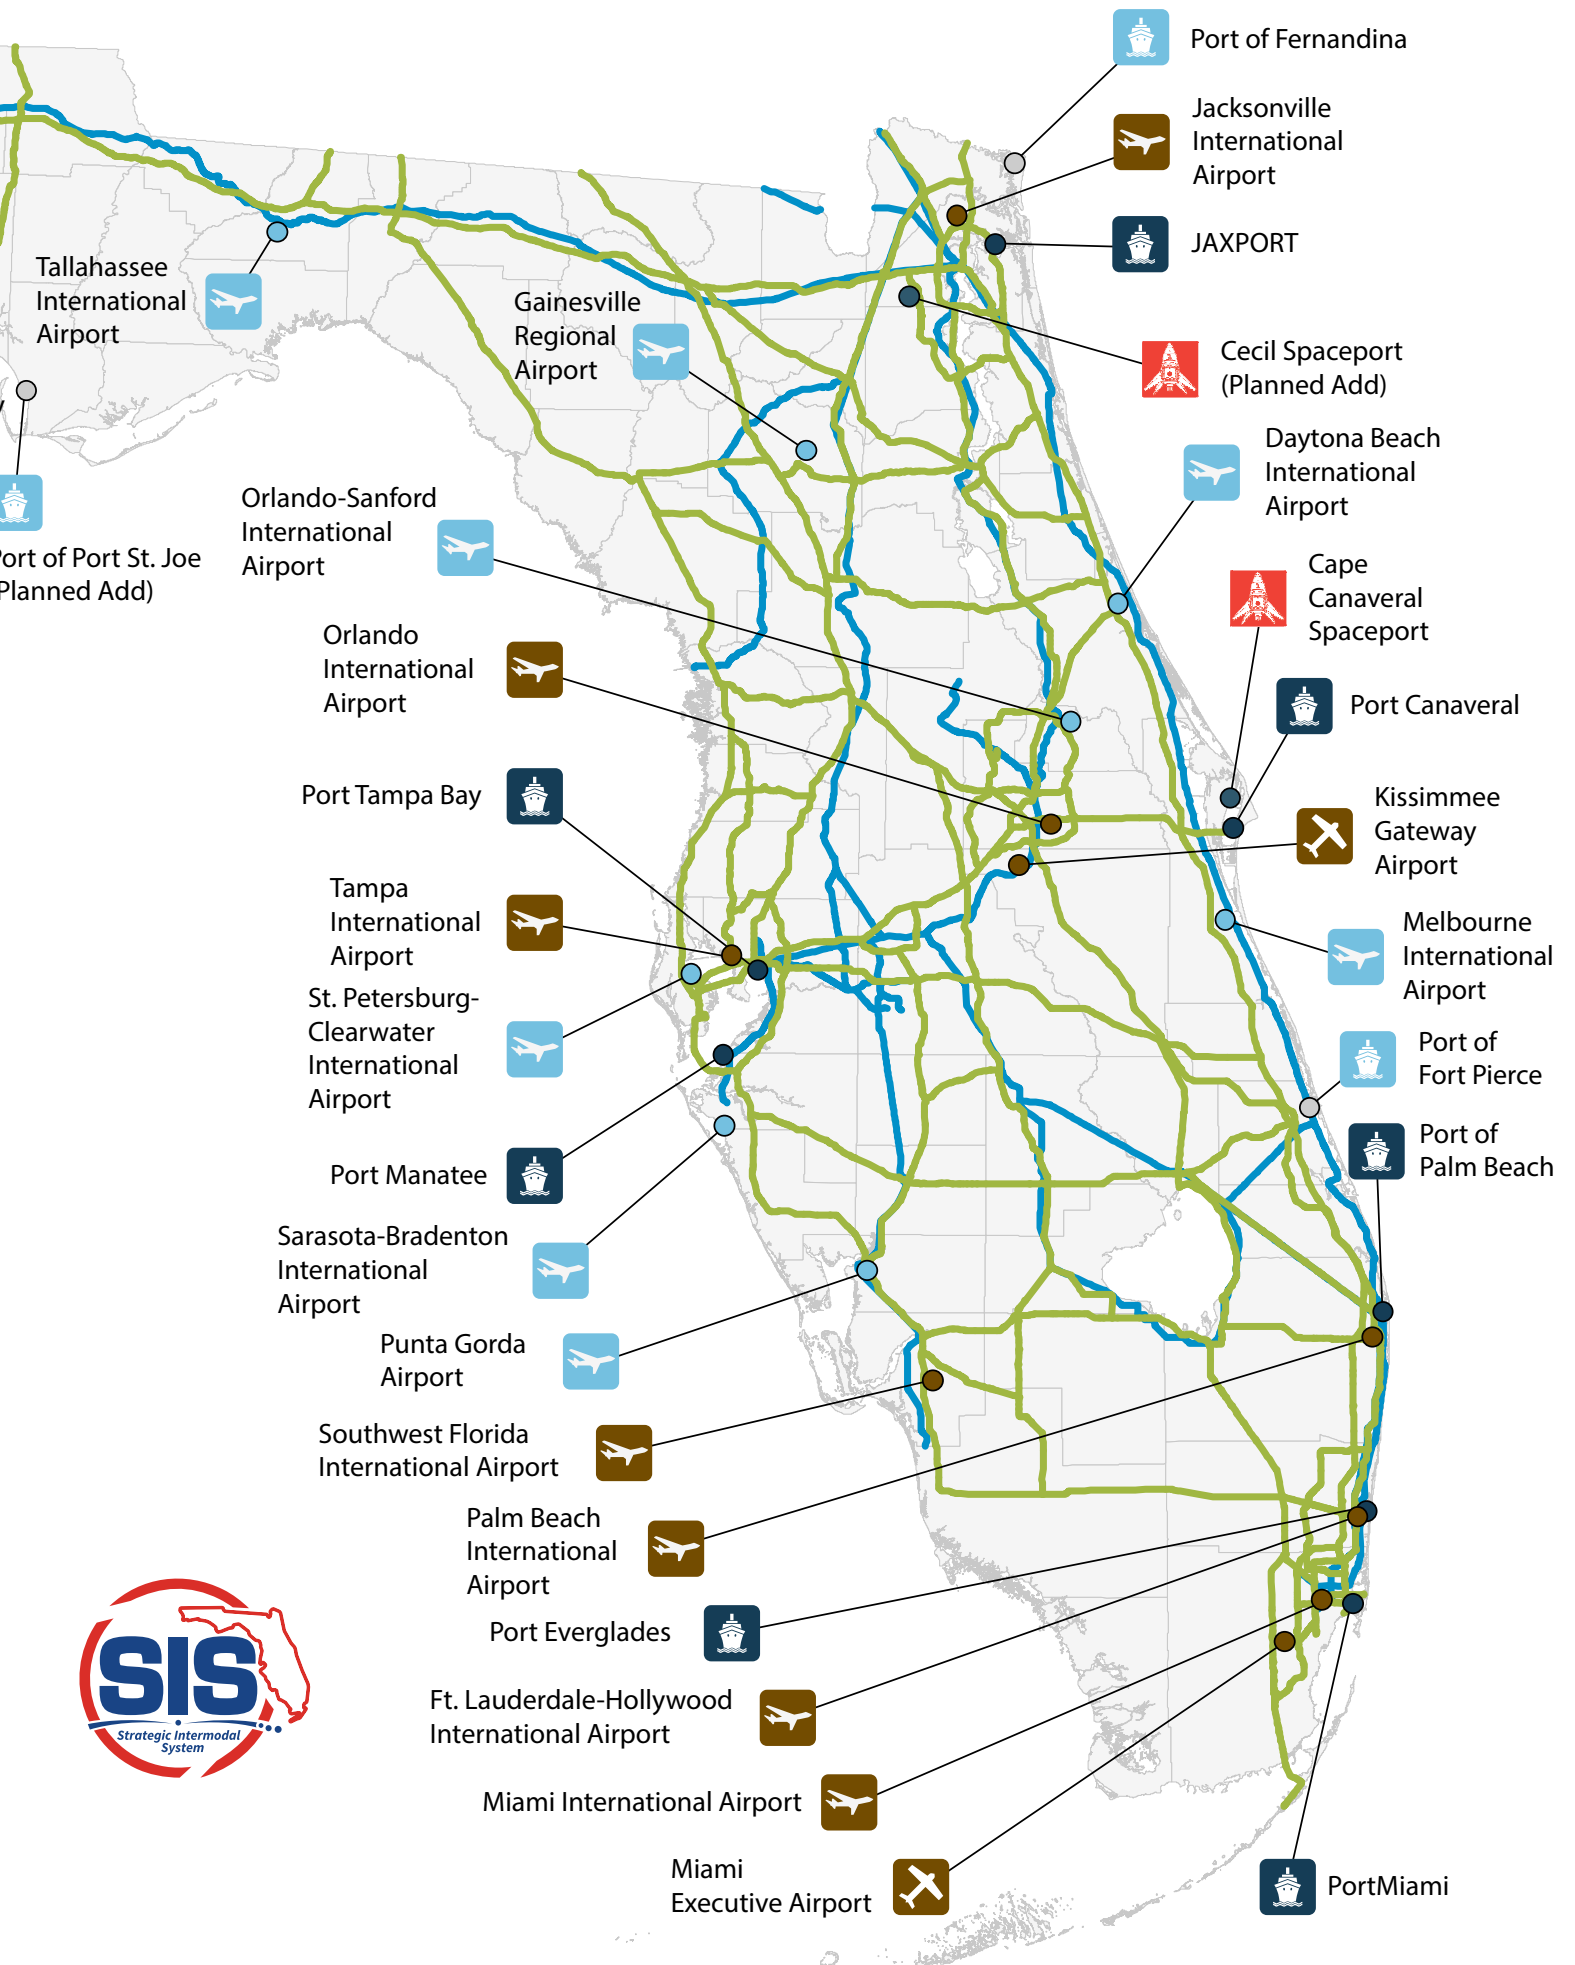 Port of Fernandina
Jacksonville
International
Airport
JAXPORT
Tallahassee
International
Airport
Gainesville
Regional
Airport
Cecil Spaceport
(Planned Add)
Daytona Beach
International
Airport
Orlando-Sanford
International
Airport
Port of Port St. Joe
Planned Add)
Cape
Canaveral
Spaceport
Orlando
International
Airport
Port Canaveral
Port Tampa Bay
Kissimmee
Gateway
Airport
Tampa
International
Airport
Melbourne
International
Airport
St. Petersburg-
Clearwater
International
Airport
Port of
Fort Pierce
Port of
Palm Beach
Port Manatee
Sarasota-Bradenton
International
Airport
Punta Gorda
Airport
Southwest Florida
International Airport
Palm Beach
International
Airport
Port Everglades
Ft. Lauderdale-Hollywood
International Airport
SIS
Strategic Intermodal
System
Miami International Airport
Miami
Executive Airport
PortMiami